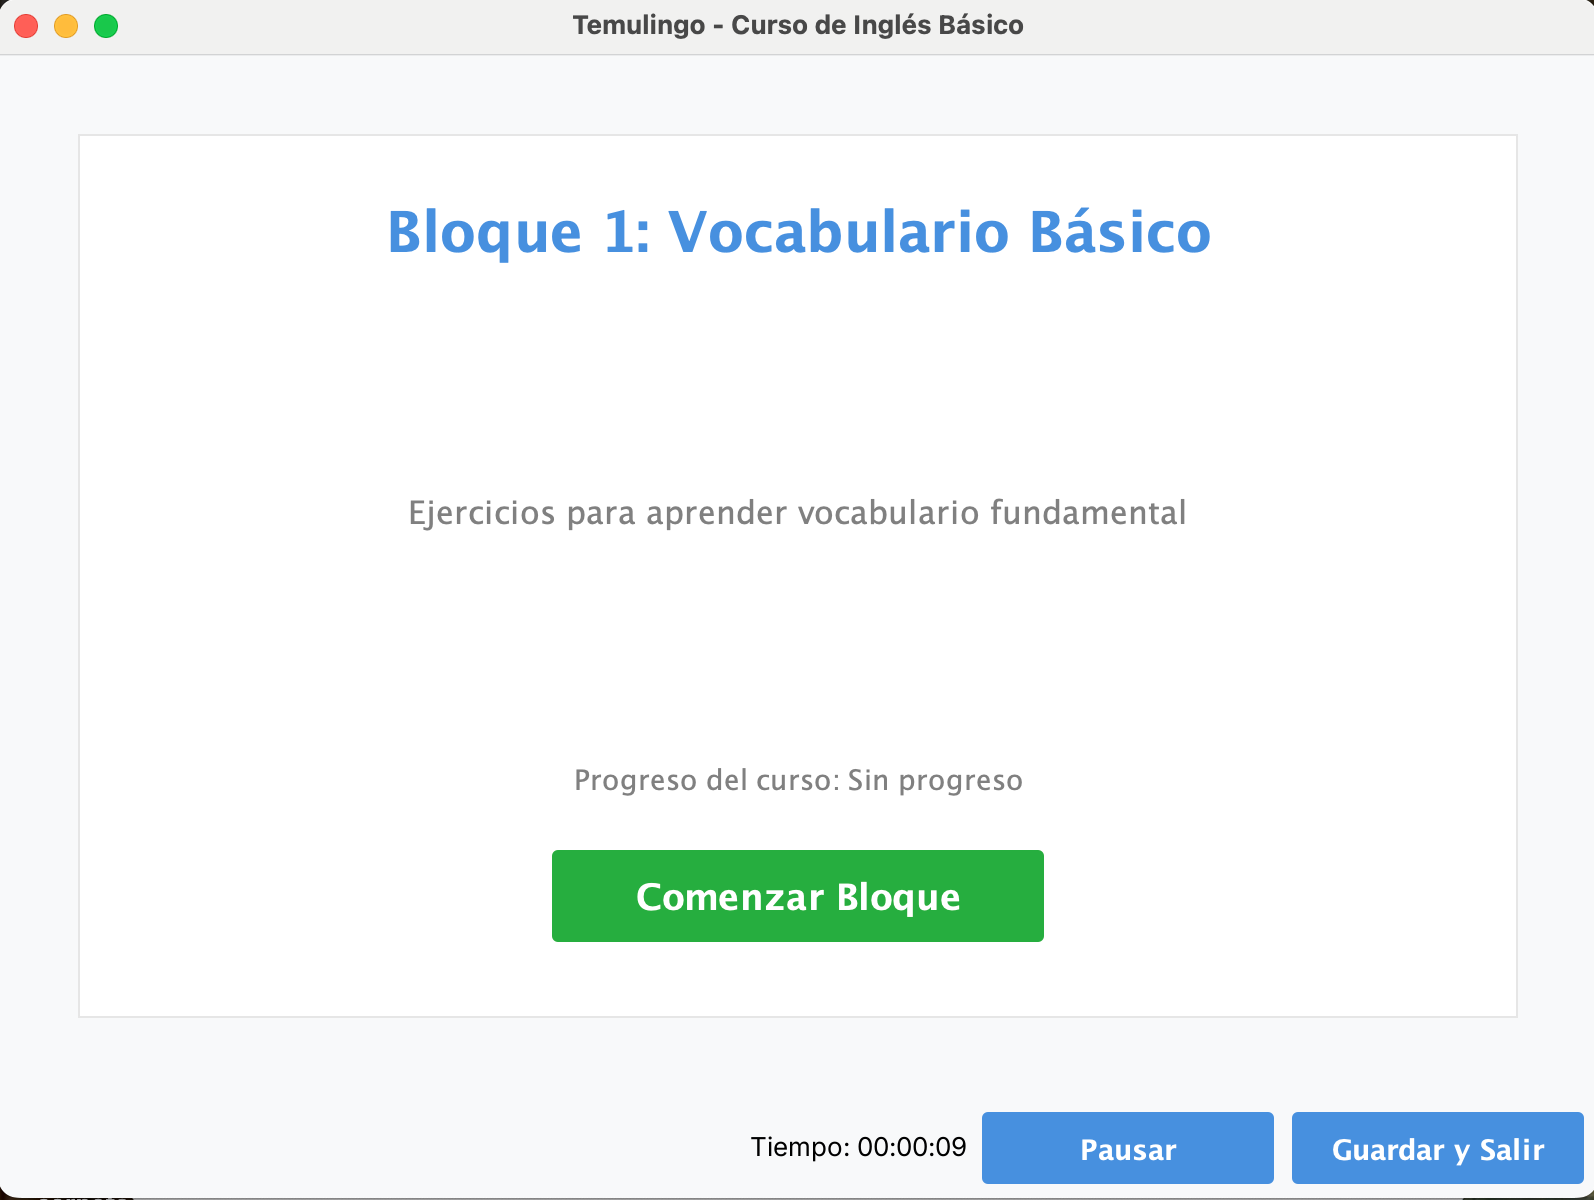 Temulingo - Curso de Inglés Básico
Bloque 1: Vocabulario Básico
Ejercicios para aprender vocabulario fundamental
Progreso del curso: Sin progreso
Comenzar Bloque
Tiempo: 00:00:09
Pausar
Guardar y Salir